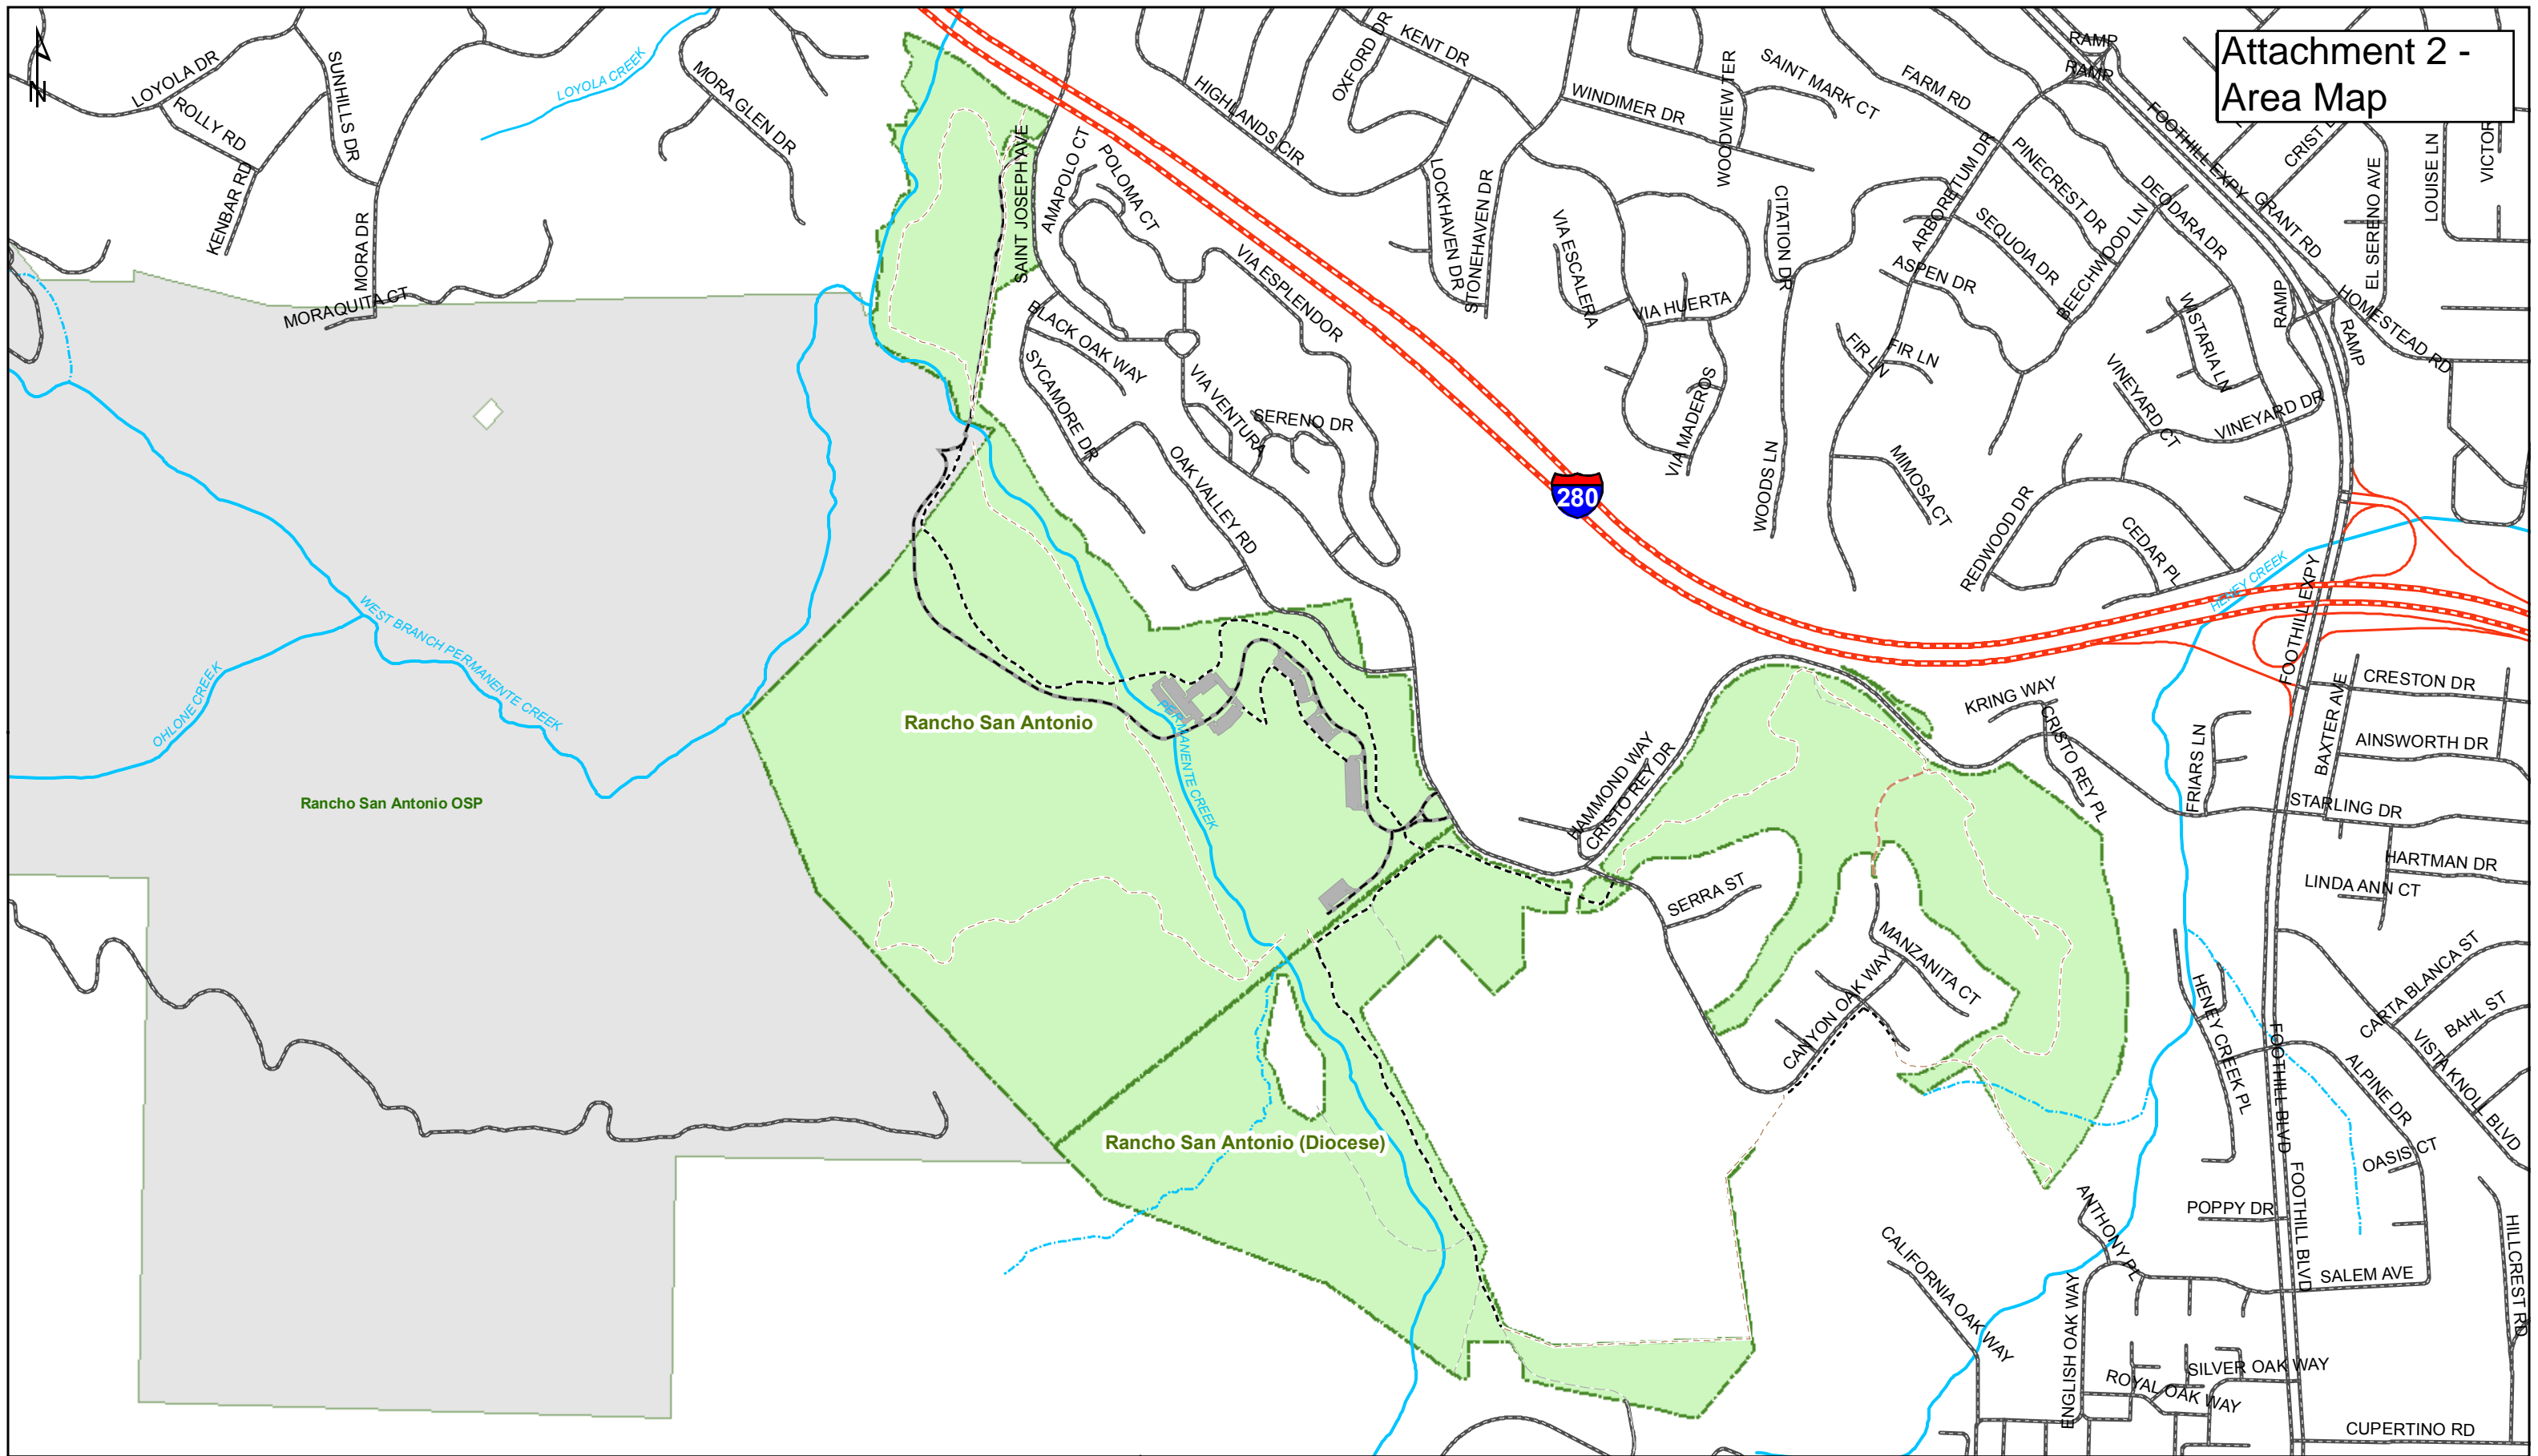 Attachment 2 -
Area Map
N
LOYOLA DR
ROLLY RD
KENBAR RD
SUNHILLS DR
MORA DR
MORAQUITA CT
LOYOLA CREEK
MORA GLEN DR
SAINT JOSEPH AVE
AMAPOLO CT
POLOMA CT
HIGHLANDS CIR
OXFORD DR
KENT DR
LOCKHAVEN DR
STONEHAVEN DR
WINDIMER DR
WOODVIEW TER
SAINT MARK CT
FARM RD
RAMP
RAMP
FOOTHILL EXPY
CRIST
GRANT RD
EL SERENO AVE
LOUISE LN
VICTOR
ARBORETUM DR
PINECREST DR
DEODARA DR
SEQUOIA DR
BEECHWOOD LN
ASPEN DR
CITATION DR
VIA ESCALERA
VIA HUERTA
VIA MADEROS
VIA ESPLENDOR
BLACK OAK WAY
SYCAMORE DR
VIA VENTURA
SERENO DR
OAK VALLEY RD
WOODS LN
FIR LN
FIR LN
MIMOSA CT
WISTARIA LN
VINEYARD CT
VINEYARD DR
RAMP
RAMP
HOMESTEAD RD
280
REDWOOD DR
CEDAR PL
HENEY CREEK
FOOTHILL EXPY
WEST BRANCH PERMANENTE CREEK
OHLONE CREEK
Rancho San Antonio OSP
Rancho San Antonio
PERMANENTE CREEK
HAMMOND WAY
CRISTO REY DR
KRING WAY
CRISTO REY PL
FRIARS LN
BAXTER AVE
CRESTON DR
AINSWORTH DR
STARLING DR
HARTMAN DR
LINDA ANN CT
SERRA ST
MANZANITA CT
CANYON OAK WAY
HENEY CREEK PL
FOOTHILL BLVD
CARTA BLANCA ST
BAHL ST
VISTA KNOLL BLVD
ALPINE DR
OASIS CT
Rancho San Antonio (Diocese)
POPPY DR
ANTHONY PL
CALIFORNIA OAK WAY
FOOTHILL BLVD
SALEM AVE
HILLCREST RD
ENGLISH OAK WAY
SILVER OAK WAY
ROYAL OAK WAY
CUPERTINO RD